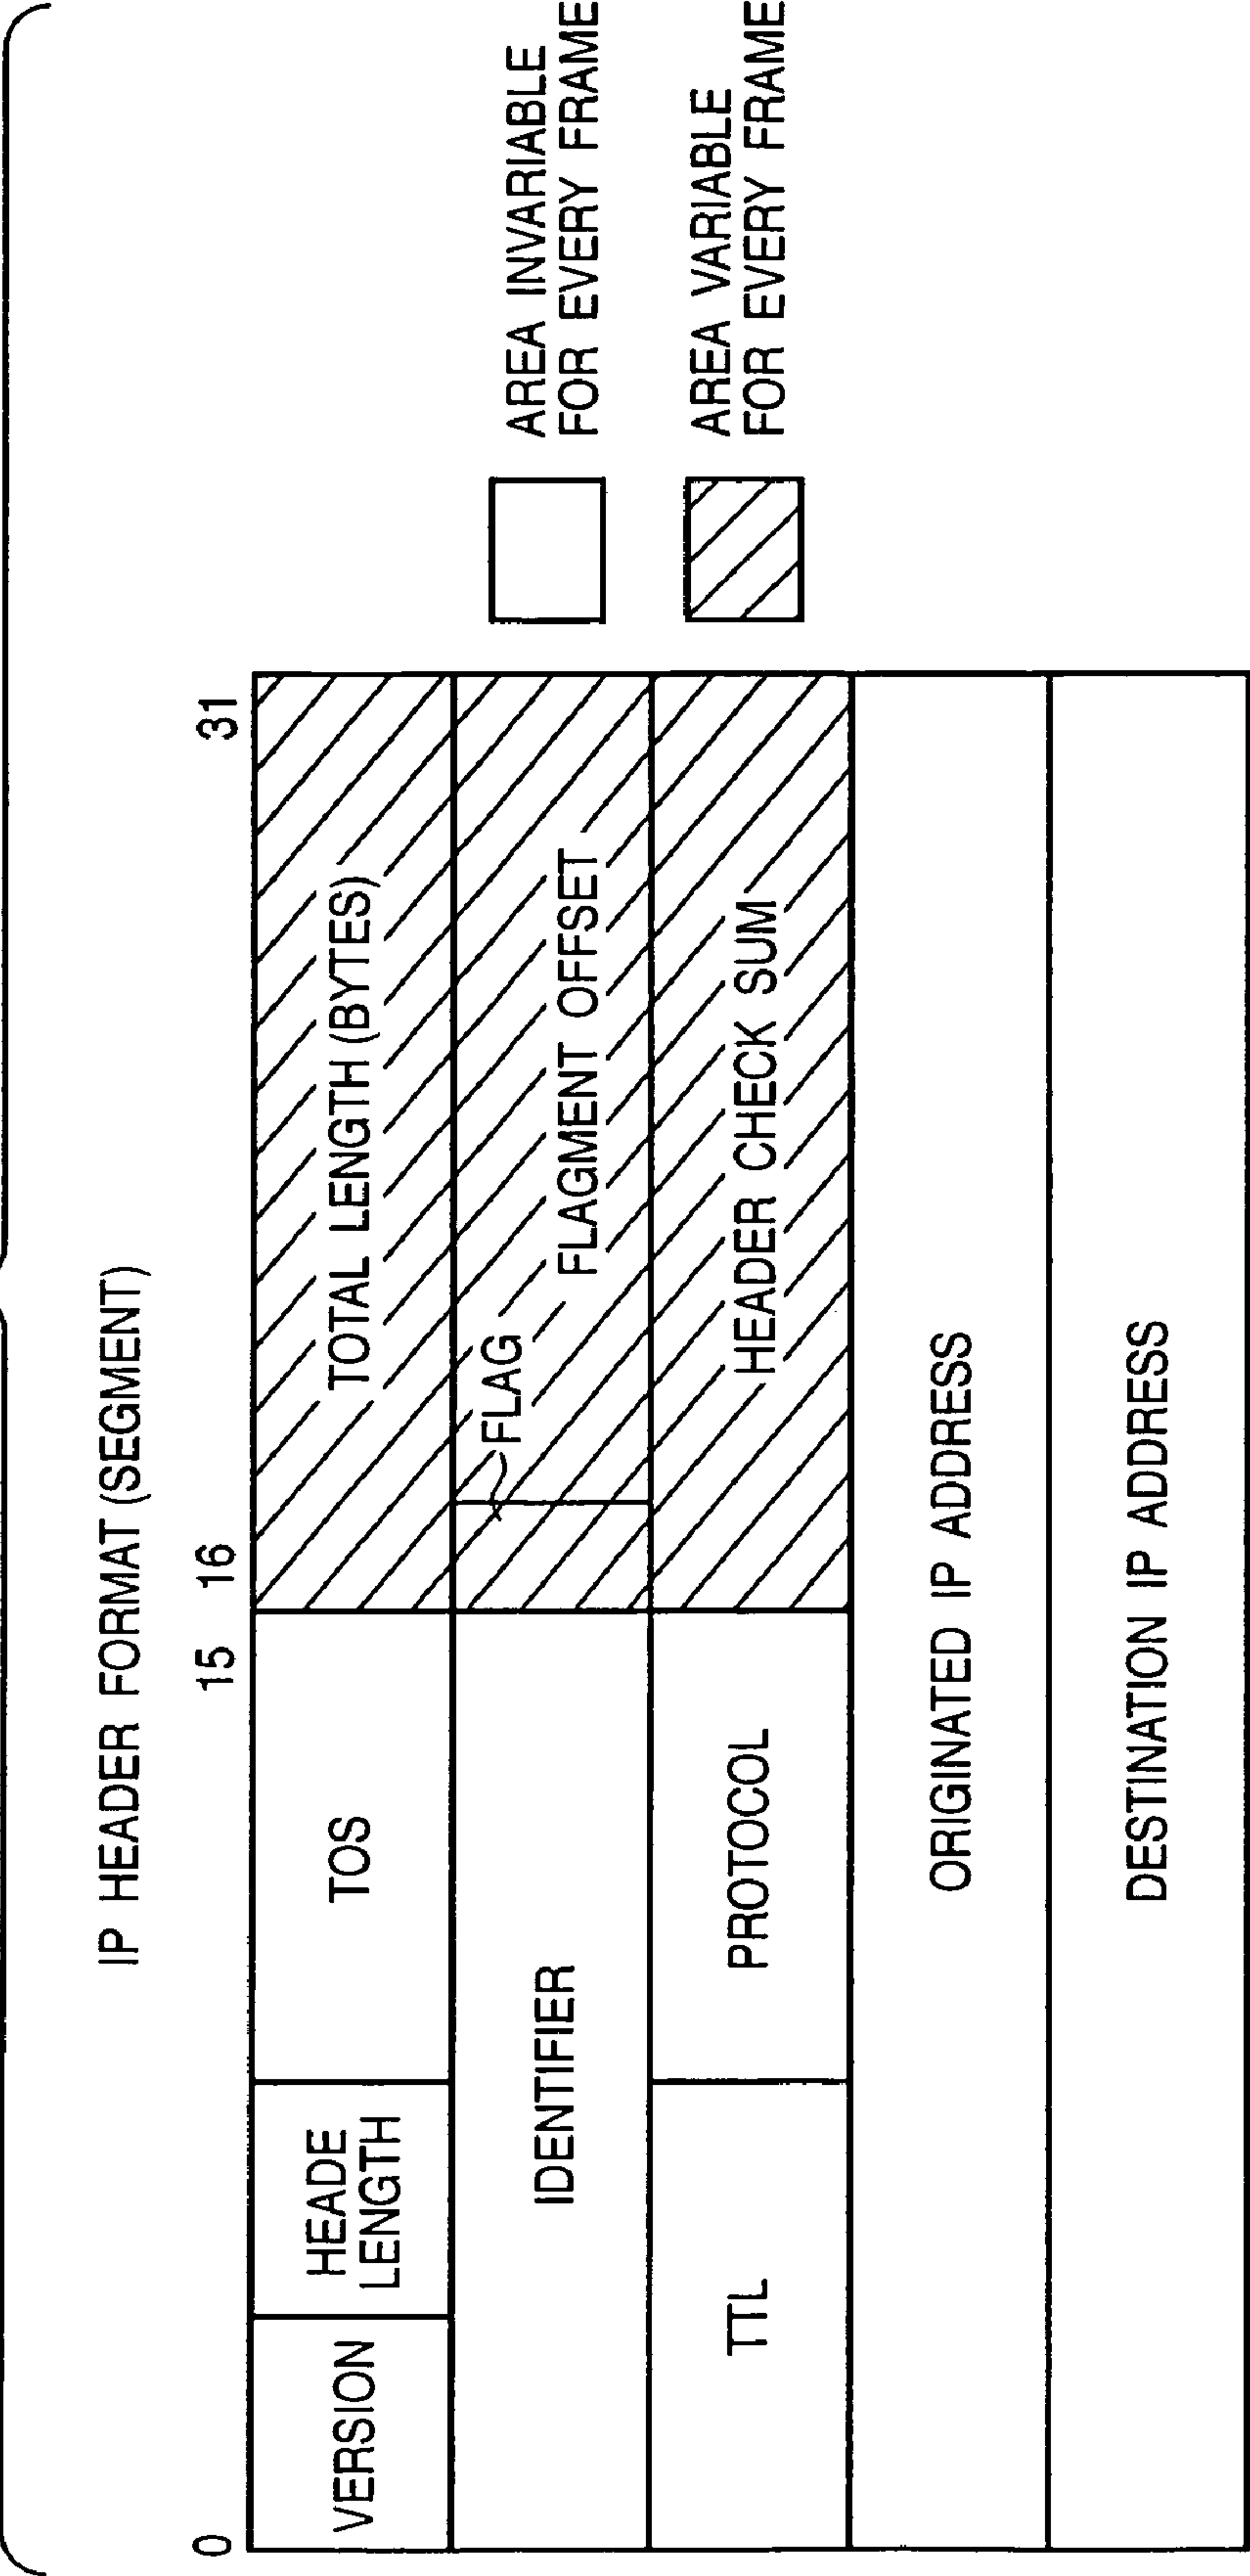 IP HEADER FORMAT (SEGMENT)
0
15
16
31
VERSION
HEADE
LENGTH
TOS
TOTAL LENGTH (BYTES)
IDENTIFIER
FLAG
FLAGMENT OFFSET
TTL
PROTOCOL
HEADER CHECK SUM
ORIGINATED IP ADDRESS
DESTINATION IP ADDRESS
AREA INVARIABLE
FOR EVERY FRAME
AREA VARIABLE
FOR EVERY FRAME